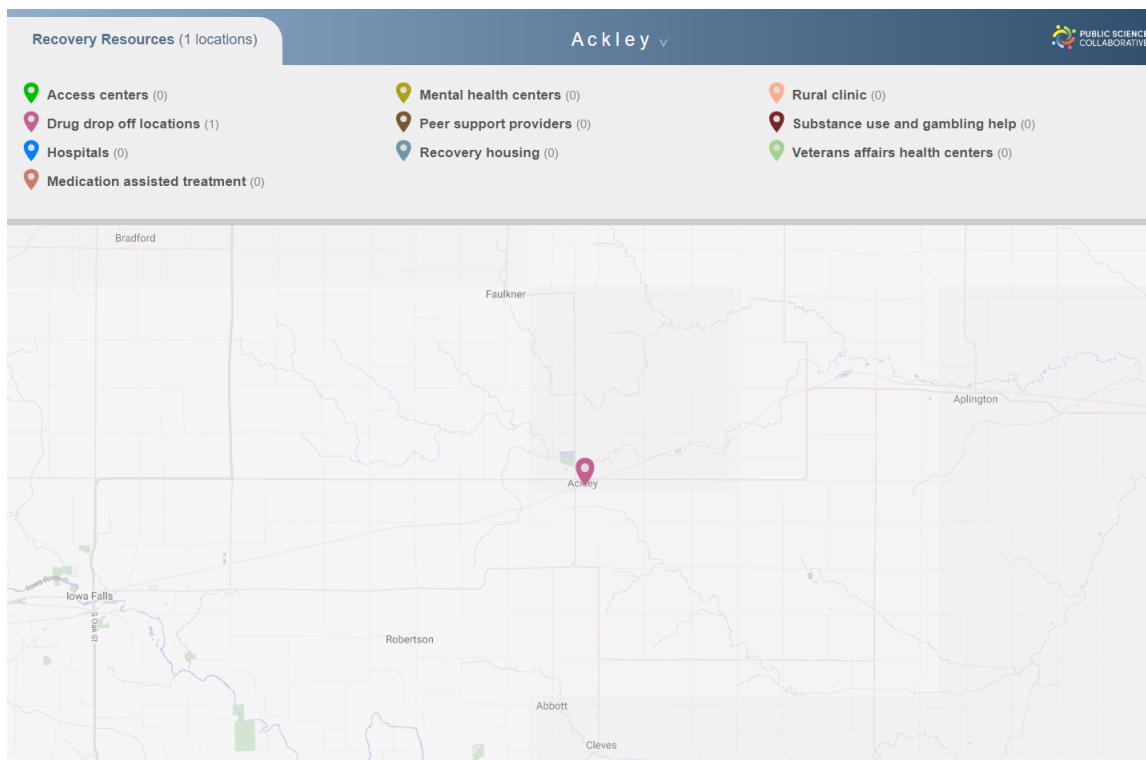 Recovery Resources (1 locations)
Ackley v
PUBLIC SCIENCE
COLLABORATIVE
Access centers (0)
Mental health centers (0)
Rural clinic (0)
Drug drop off locations (1)
Peer support providers (0)
Substance use and gambling help (0)
Hospitals (0)
Recovery housing (0)
Veterans affairs health centers (0)
Medication assisted treatment (0)
Bradford
Faulkner
Aplington
Ackley
Iowa River
Iowa Falls
S Oak St
Robertson
Abbott
Cleves